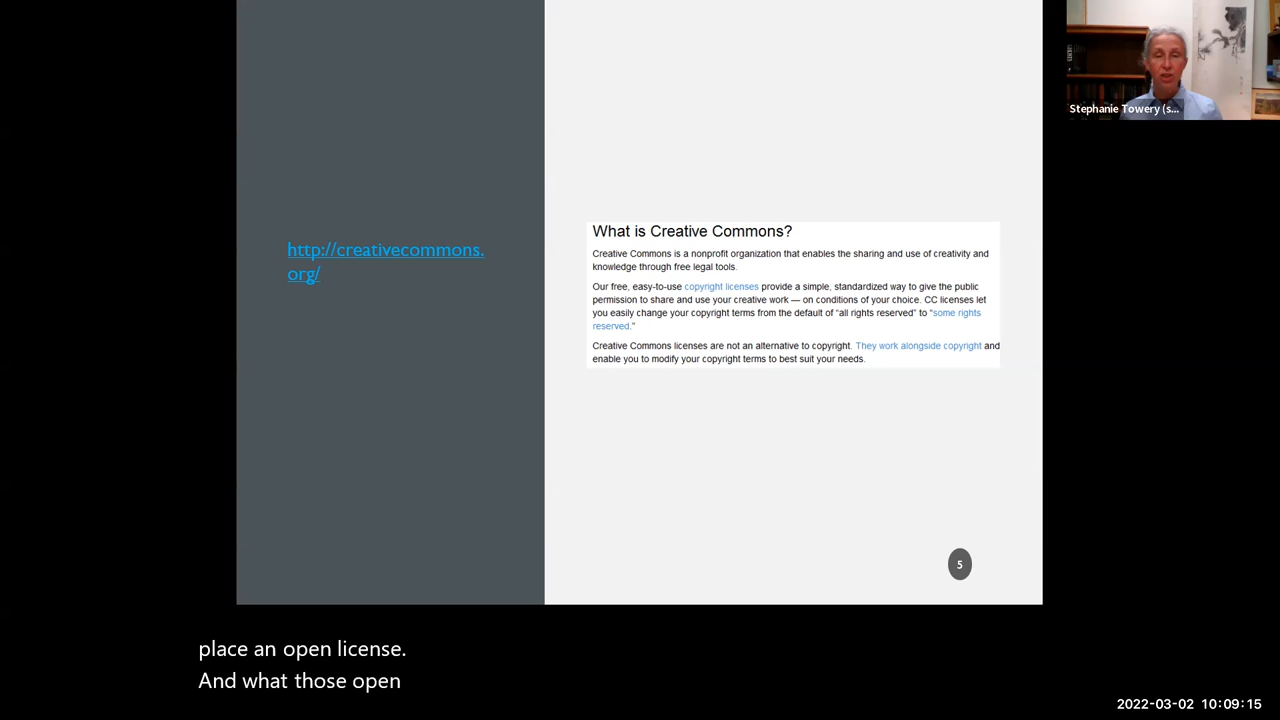 http://creativecommons.
org/
What is Creative Commons?
Creative Commons is a nonprofit organization that enables the sharing and use of creativity and
knowledge through free legal tools.
Our free, easy-to-use copyright licenses provide a simple, standardized way to give the public
permission to share and use your creative work — on conditions of your choice. CC licenses let
you easily change your copyright terms from the default of “all rights reserved” to “some rights
reserved.”
Creative Commons licenses are not an alternative to copyright. They work alongside copyright and
enable you to modify your copyright terms to best suit your needs.
5
Stephanie Towery (s...
place an open license.
And what those open
2022-03-02 10:09:15